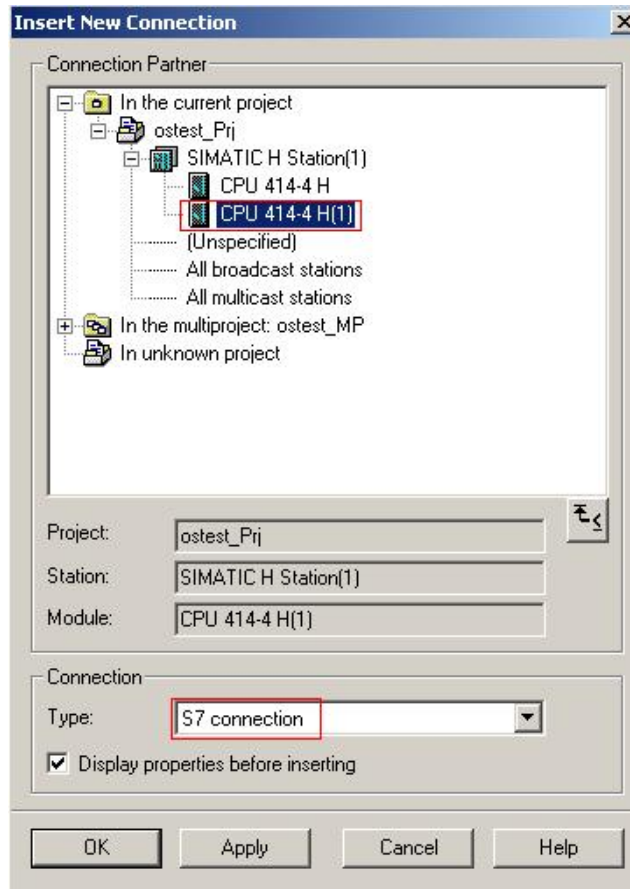 Insert New Connection
Connection Partner
In the current project
ostest_Prj
SIMATIC H Station(1)
CPU 414-4 H
CPU 414-4 H(1)
(Unspecified)
All broadcast stations
All multicast stations
In the multiproject: ostest_MP
In unknown project
Project: ostest_Prj
Station: SIMATIC H Station(1)
Module: CPU 414-4 H(1)
Connection
Type: S7 connection
Display properties before inserting
OK Apply Cancel Help